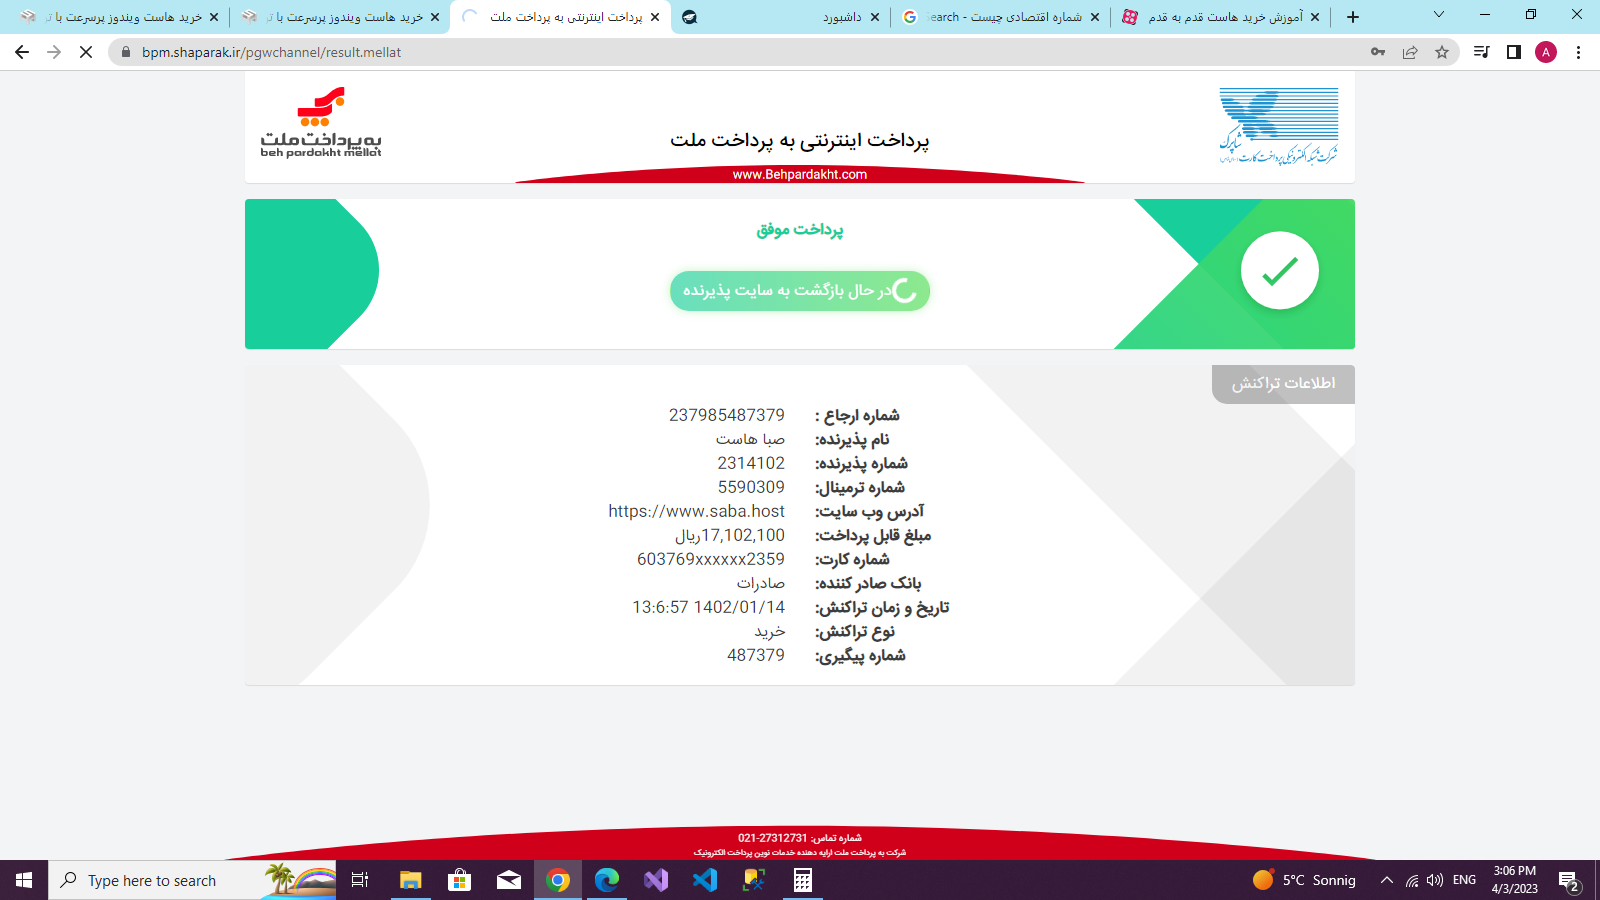 خرید هاست ویندوز پرسرعت با تر
خرید هاست ویندوز پرسرعت با تر
پرداخت اینترنتی به پرداخت ملت
داشبورد
شماره اقتصادی چیست - Search
آموزش خرید هاست قدم به قدم
bpm.shaparak.ir/pgwchannel/result.mellat
A
به پرداخت ملت
beh pardakht mellat
پرداخت اینترنتی به پرداخت ملت
www.Behpardakht.com
شاپرک
شرکت شبکه الکترونیکی پرداخت کارت
پرداخت موفق
در حال بازگشت به سایت پذیرنده
اطلاعات تراکنش
شماره ارجاع : 237985487379
نام پذیرنده: صبا هاست
شماره پذیرنده: 2314102
شماره ترمینال: 5590309
آدرس وب سایت: https://www.saba.host
مبلغ قابل پرداخت: 17,102,100ریال
شماره کارت: 603769xxxxxx2359
بانک صادر کننده: صادرات
تاریخ و زمان تراکنش: 1402/01/14 13:6:57
نوع تراکنش: خرید
شماره پیگیری: 487379
شماره تماس: 27312731-021
شرکت به پرداخت ملت ارایه دهنده خدمات نوین پرداخت الکترونیک
Type here to search
5°C Sonnig
ENG
3:06 PM
4/3/2023
2